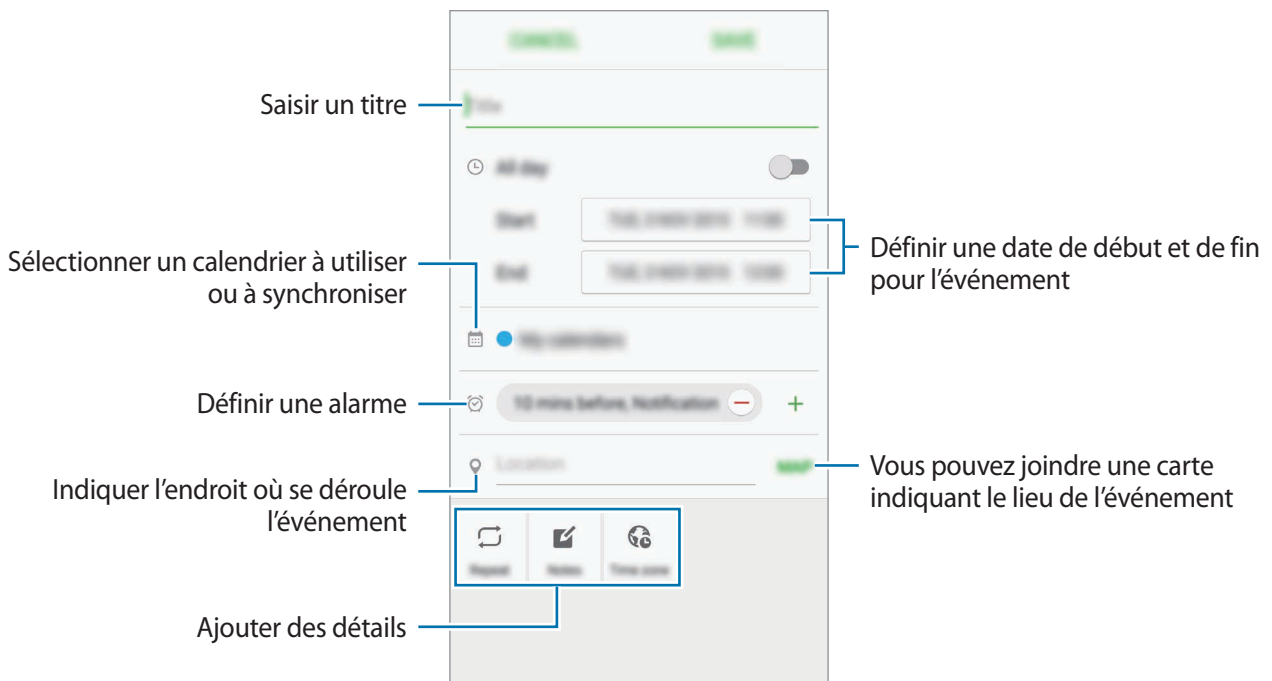 CANCEL
SAVE
Saisir un titre
Title
All day
Start
End
Définir une date de début et de fin
pour l'événement
Sélectionner un calendrier à utiliser
ou à synchroniser
My calendars
Définir une alarme
10 mins before, Notification
Location
MAP
Vous pouvez joindre une carte
indiquant le lieu de l'événement
Indiquer l'endroit où se déroule
l'événement
Repeat
Notes
Time zone
Ajouter des détails